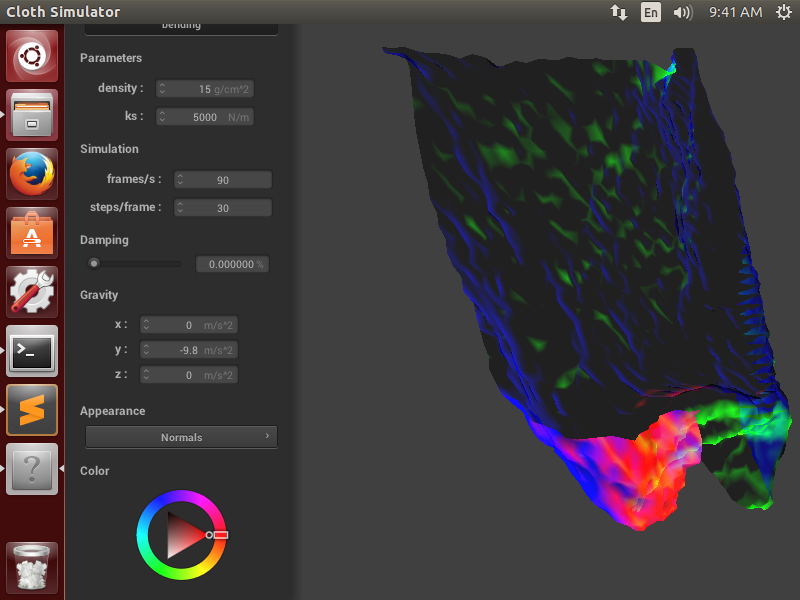 Cloth Simulator
En
9:41 AM
bending
Parameters
density : 15 g/cm^2
ks : 5000 N/m
Simulation
frames/s : 90
steps/frame : 30
Damping
0.000000 %
Gravity
x : 0 m/s^2
y : -9.8 m/s^2
z : 0 m/s^2
Appearance
Normals
Color